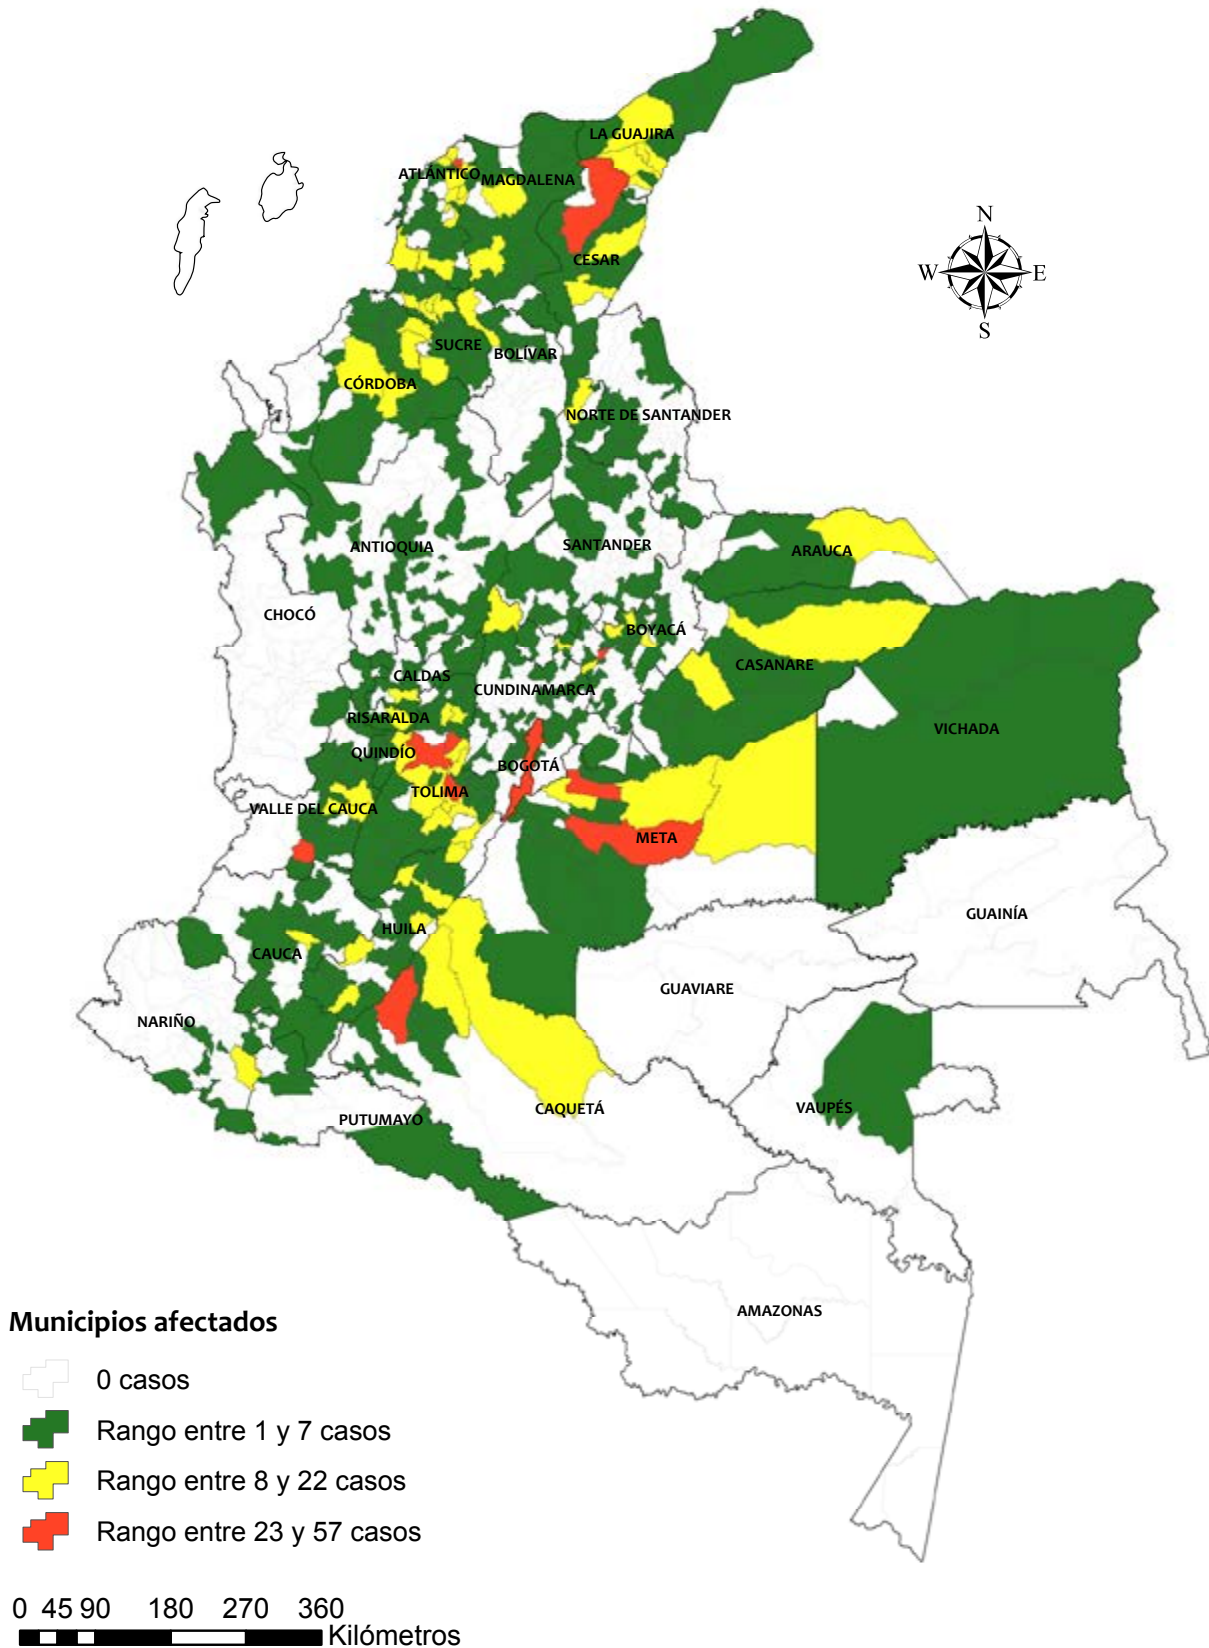 LA GUAJIRA
ATLÁNTICO
MAGDALENA
N
W
E
S
CESAR
SUCRE
BOLÍVAR
CÓRDOBA
NORTE DE SANTANDER
ANTIOQUIA
SANTANDER
ARAUCA
CHOCÓ
BOYACÁ
CASANARE
CALDAS
CUNDINAMARCA
RISARALDA
VICHADA
QUINDÍO
BOGOTÁ
TOLIMA
VALLE DEL CAUCA
META
GUAINÍA
HUILA
CAUCA
GUAVIARE
NARIÑO
VAUPÉS
CAQUETÁ
PUTUMAYO
AMAZONAS
Municipios afectados
0 casos
Rango entre 1 y 7 casos
Rango entre 8 y 22 casos
Rango entre 23 y 57 casos
0 45 90 180 270 360
Kilómetros